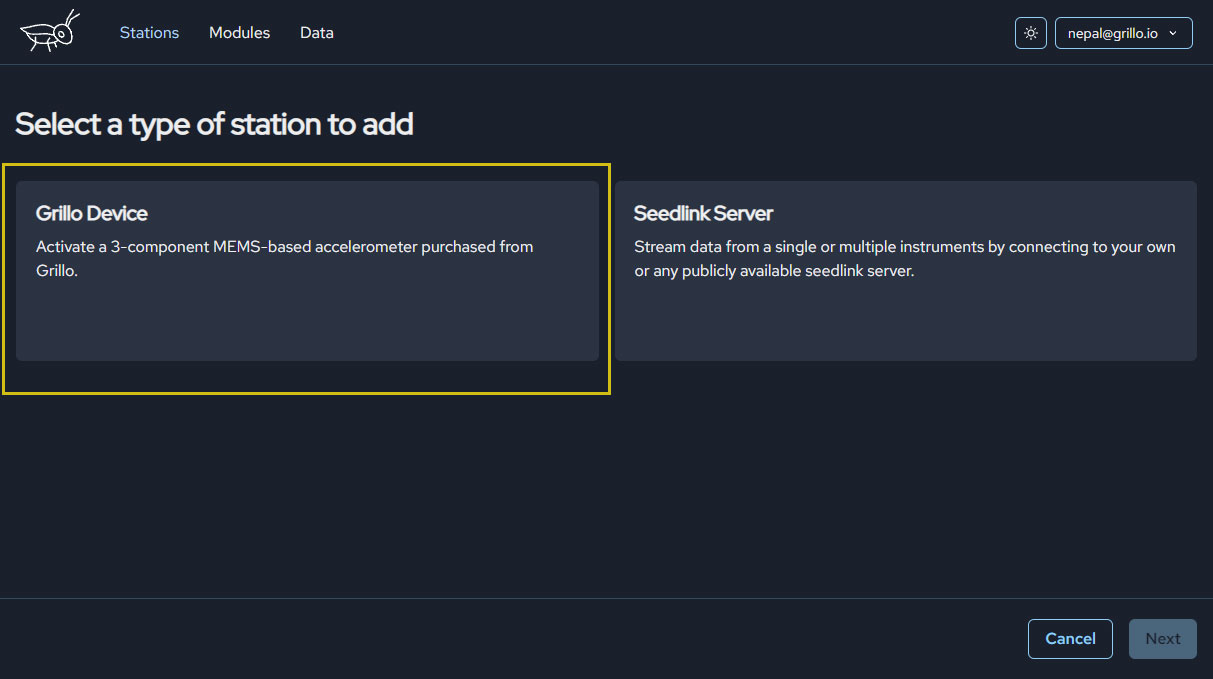 Stations Modules Data nepal@grillo.io
Select a type of station to add
Grillo Device
Activate a 3-component MEMS-based accelerometer purchased from
Grillo.
Seedlink Server
Stream data from a single or multiple instruments by connecting to your own
or any publicly available seedlink server.
Cancel Next